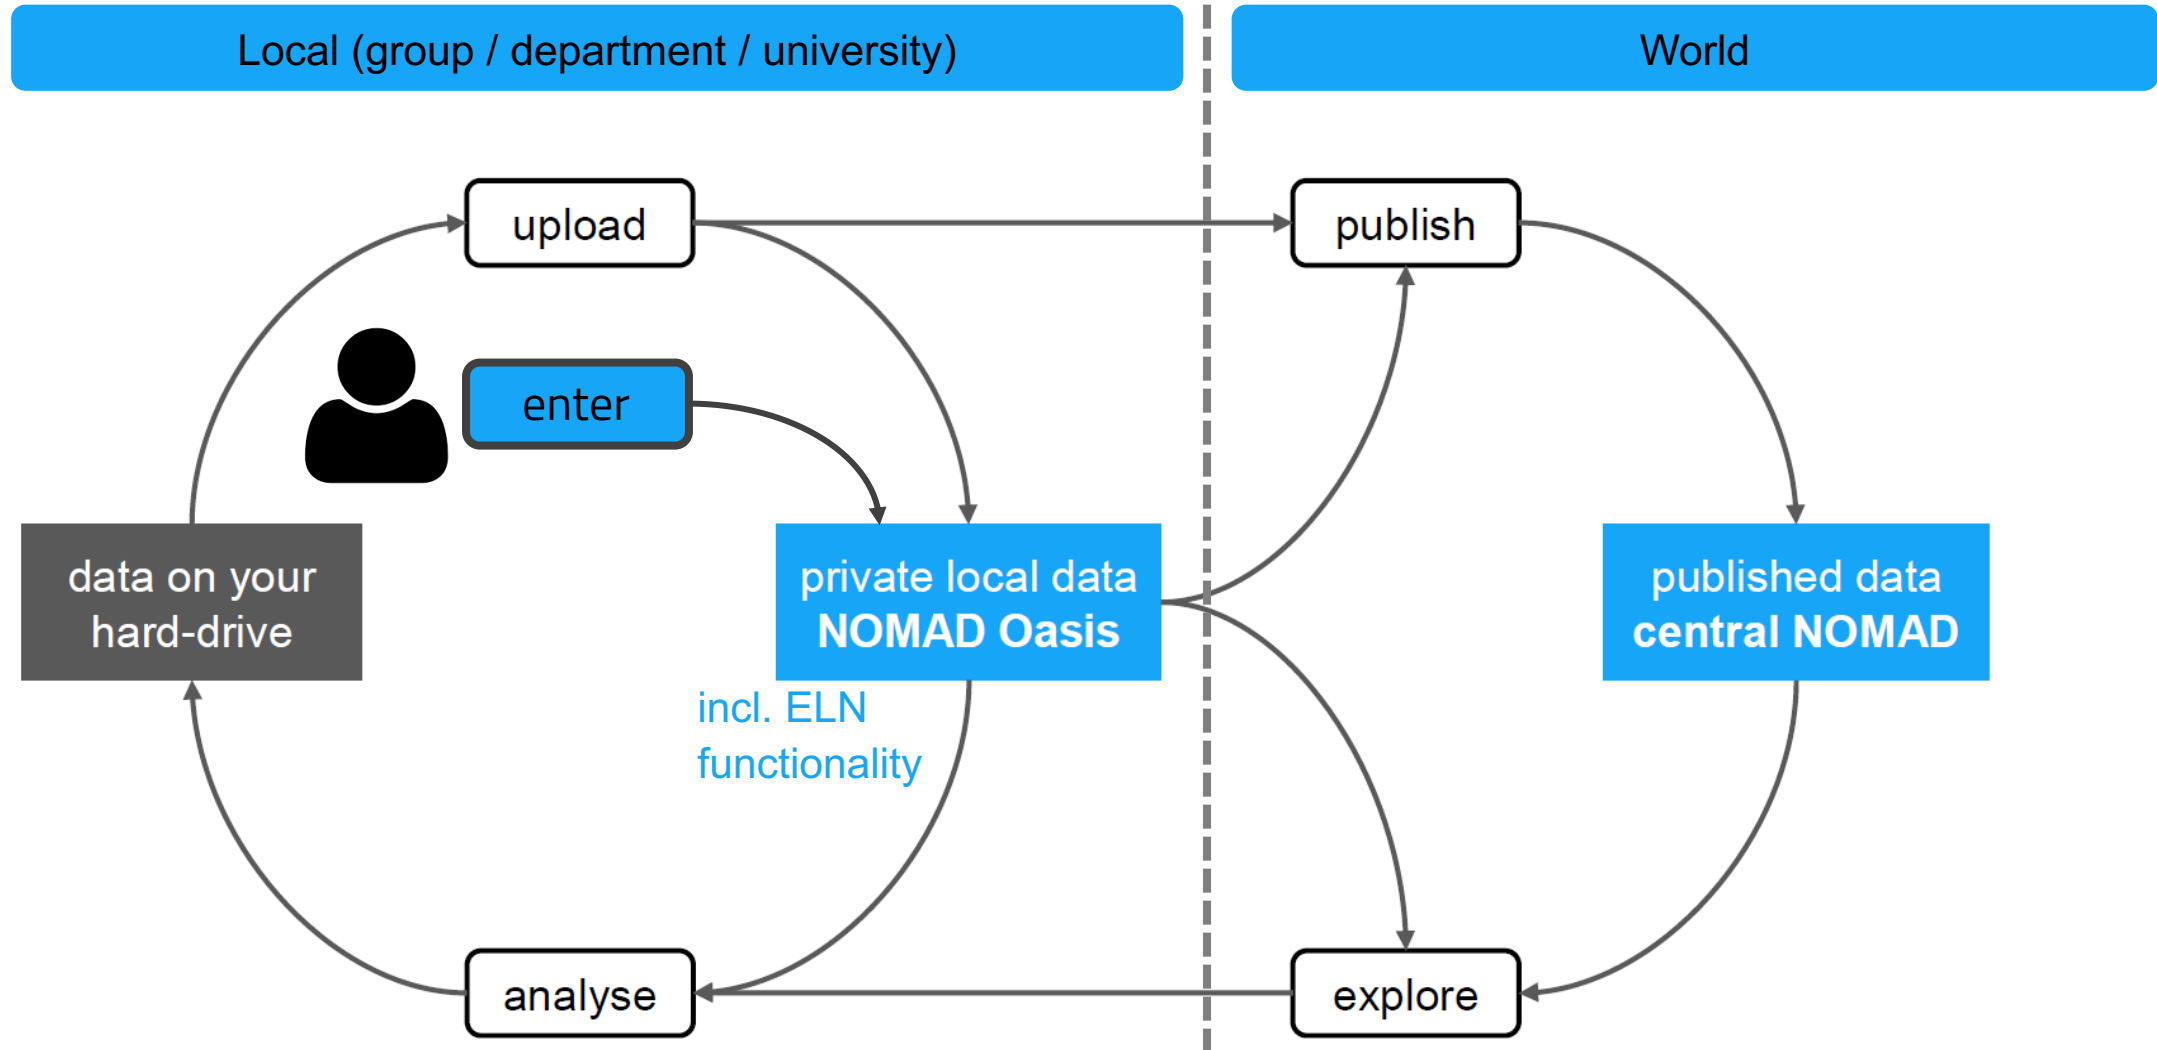 Local (group / department / university)
World
upload
publish
enter
data on your
hard-drive
private local data
NOMAD Oasis
published data
central NOMAD
incl. ELN
functionality
analyse
explore